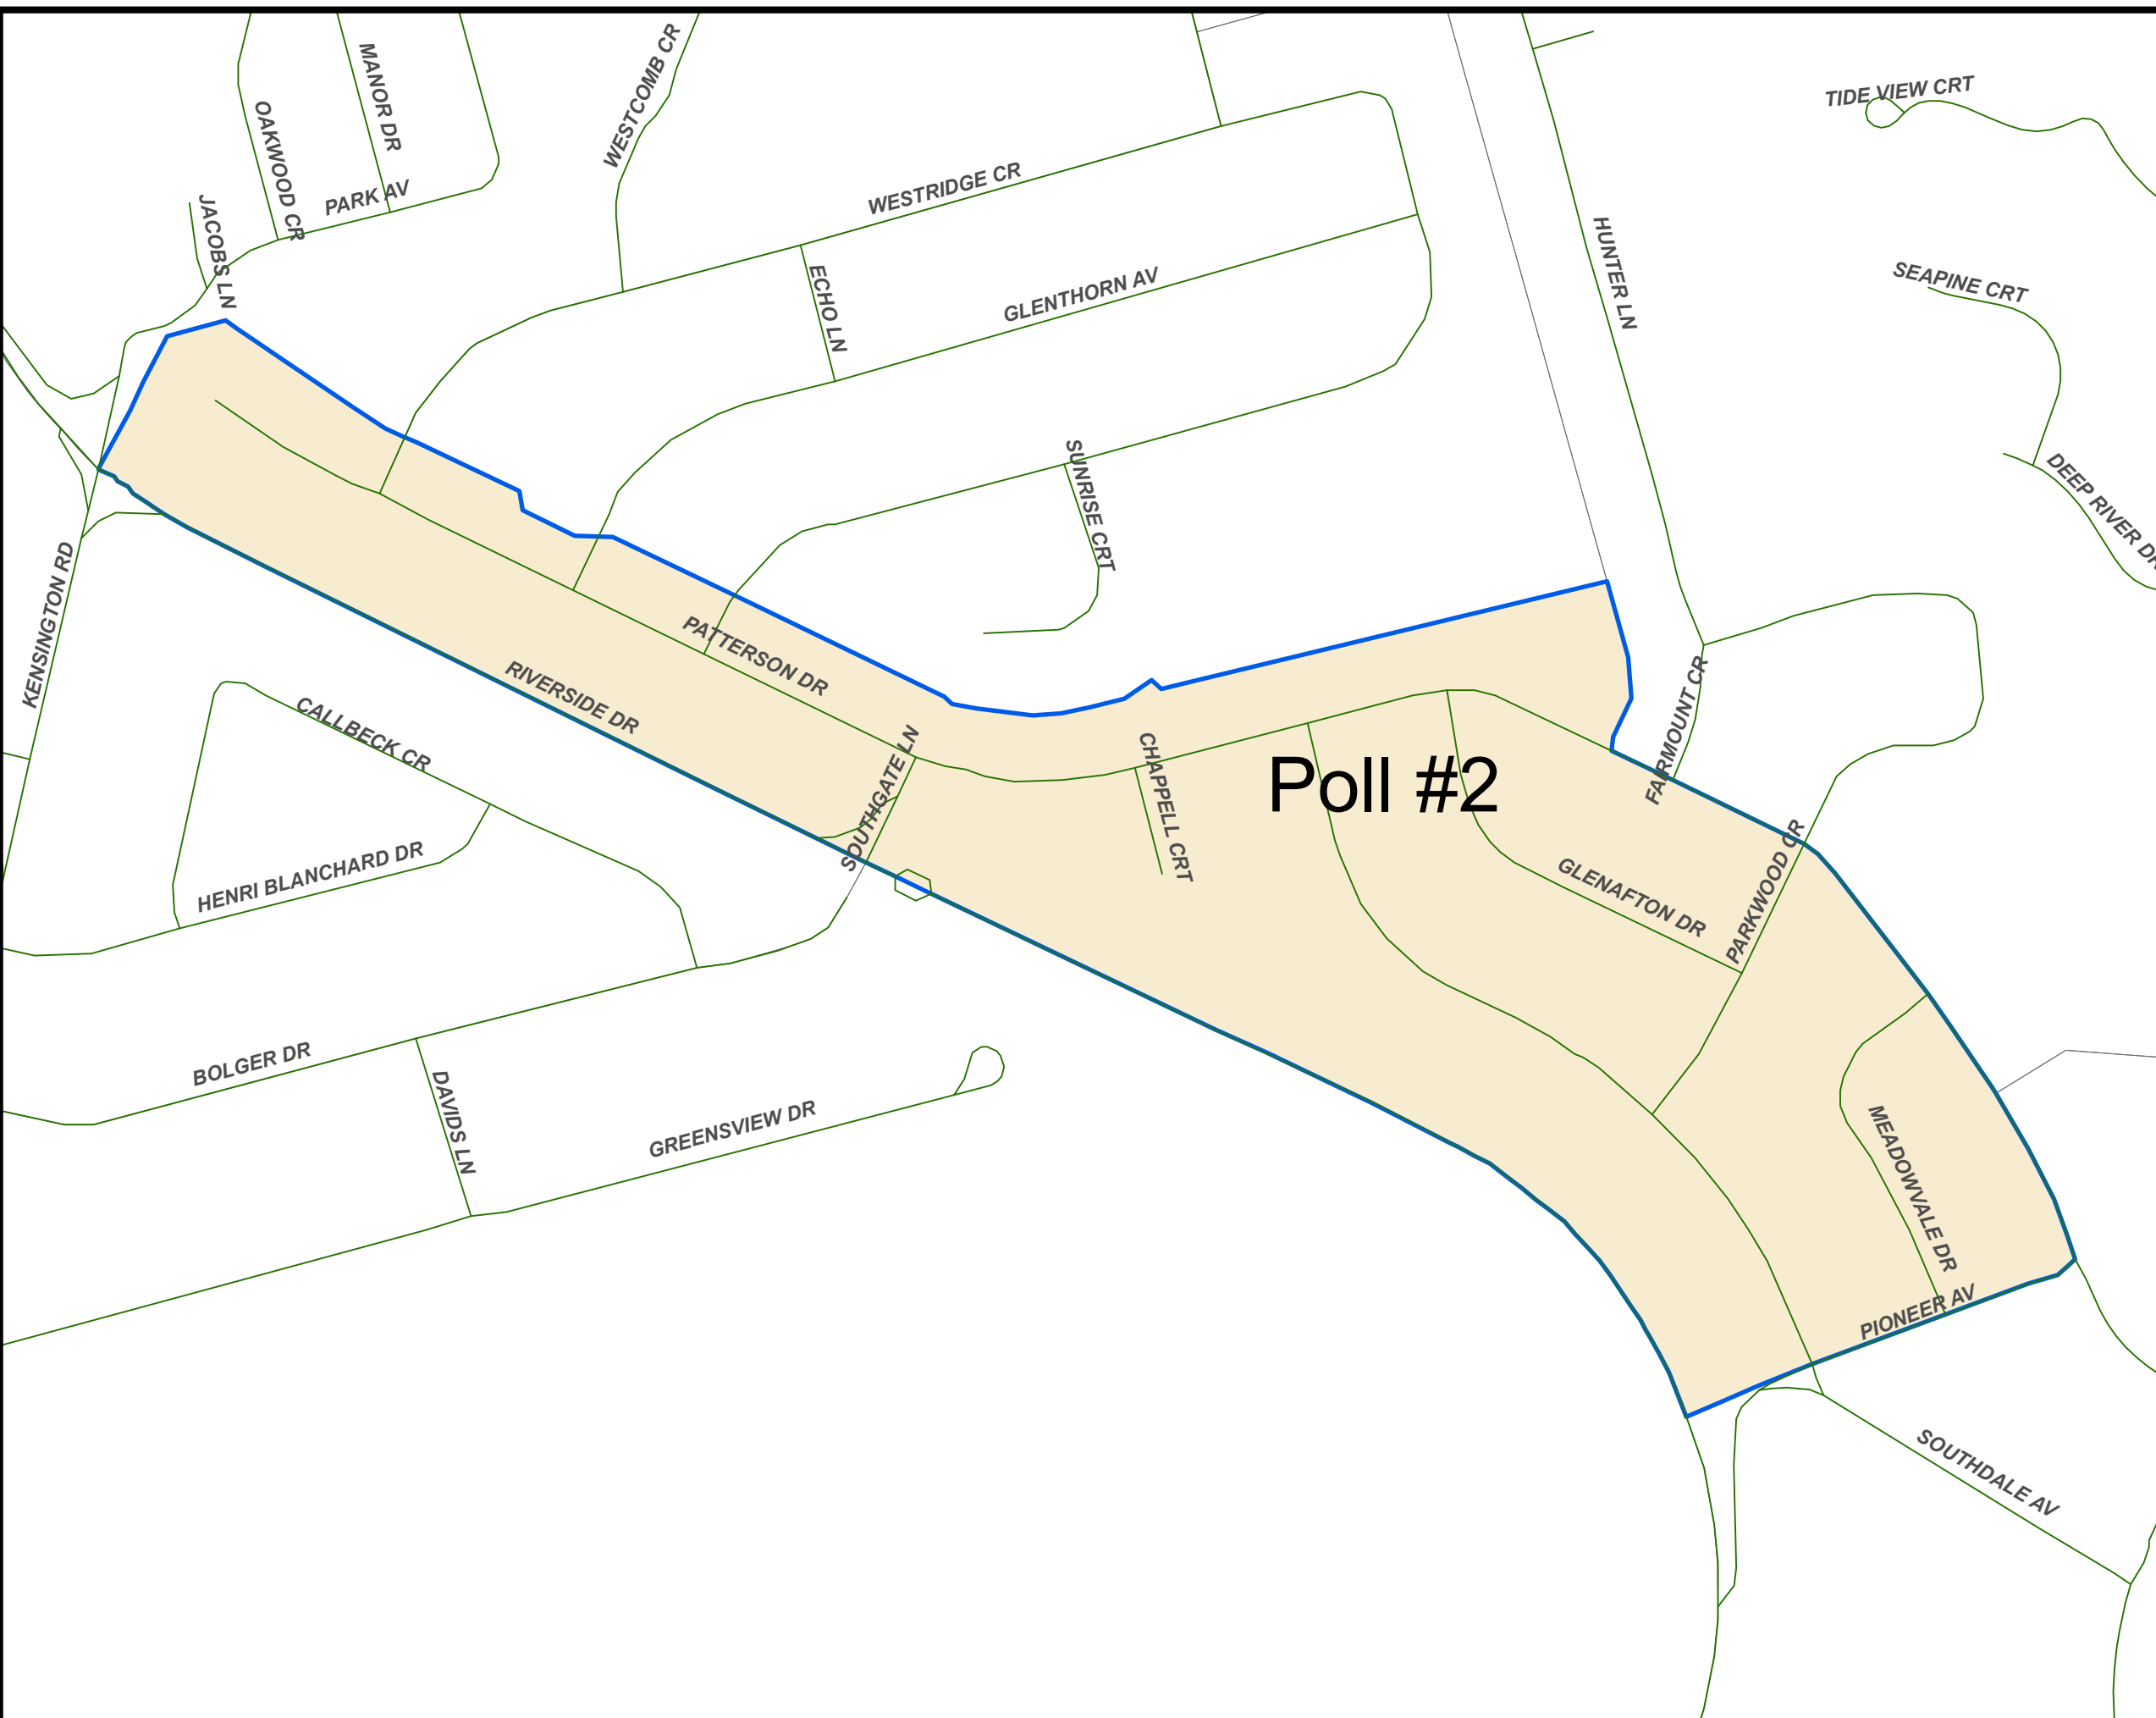 MANOR DR
WESTCOMB CR
TIDE VIEW CRT
OAKWOOD CR
PARK AV
WESTRIDGE CR
JACOBS LN
HUNTER LN
ECHO LN
GLENTHORN AV
SEAPINE CRT
SUNRISE CRT
DEEP RIVER DR
KENSINGTON RD
PATTERSON DR
RIVERSIDE DR
CALLBECK CR
FAIRMOUNT CR
SOUTHGATE LN
CHAPPELL CRT
Poll #2
HENRI BLANCHARD DR
GLENAFTON DR
PARKWOOD CR
BOLGER DR
DAVIDS LN
GREENSVIEW DR
MEADOWVALE DR
PIONEER AV
SOUTHDALE AV